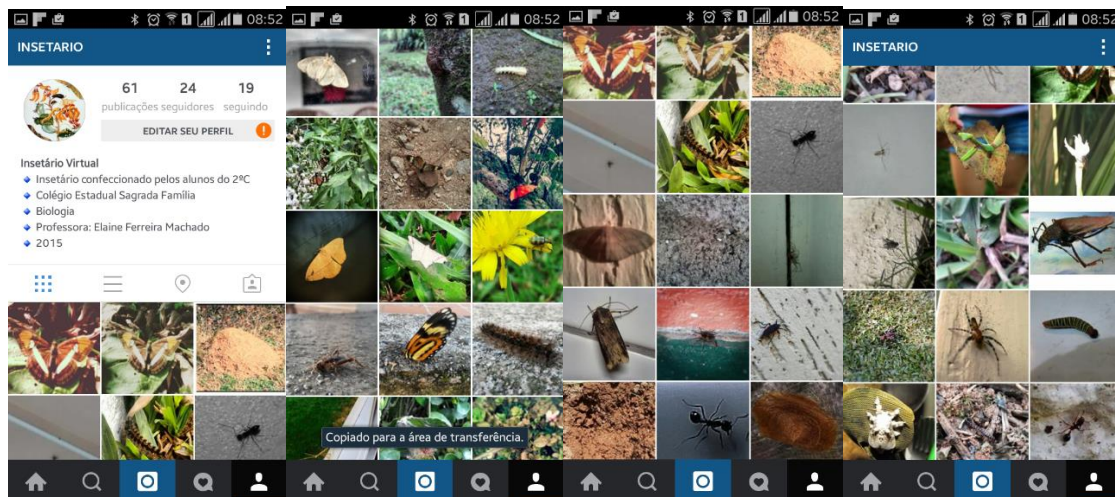 08:52
INSETARIO
61 24 19
publicações seguidores seguindo
EDITAR SEU PERFIL
Insetário Virtual
Insetário confeccionado pelos alunos do 2ºC
Colégio Estadual Sagrada Família
Biologia
Professora: Elaine Ferreira Machado
2015
08:52
Copiado para a área de transferência.
08:52
08:52
INSETARIO